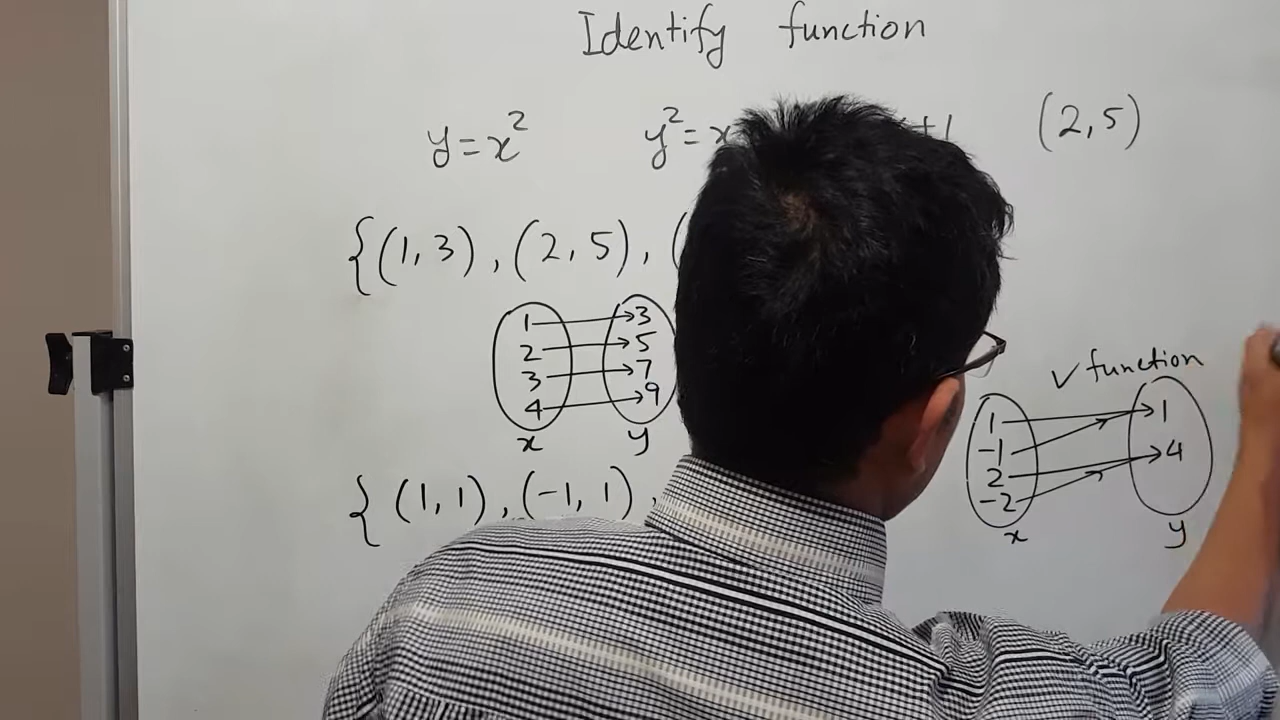 Identify function
y=x² y²=x +1 (2,5)
{(1,3),(2,5),(
1 3
2 5
3 7
4 9
x y
✓ function
1 1
-1 4
2
-2
x y
{(1,1),(-1,1),